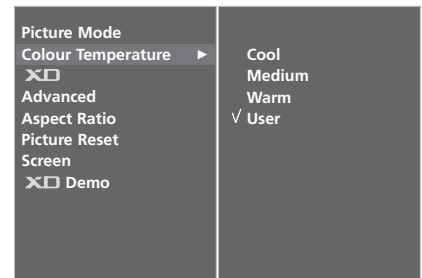 Picture Mode
Colour Temperature ►
XD
Advanced
Aspect Ratio
Picture Reset
Screen
XD Demo
Cool
Medium
Warm
√ User